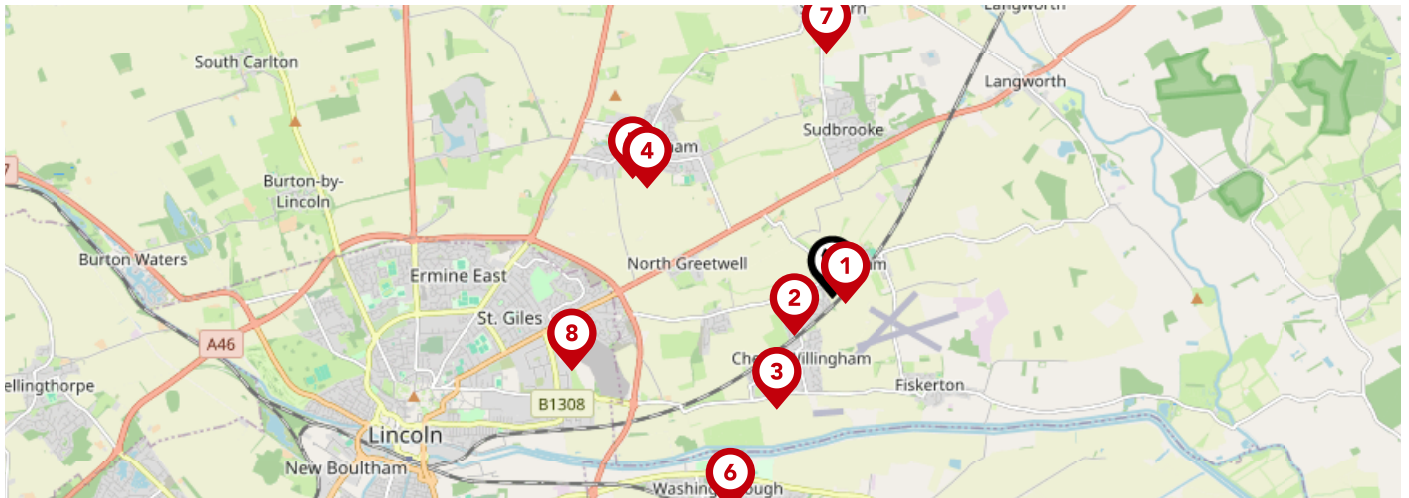 Langworth
7
South Carlton
Langworth
Sudbrooke
4
Burton-by-
Lincoln
Burton Waters
North Greetwell
1
Ermine East
2
St. Giles
8
A46
3
Fiskerton
B1308
Lincoln
New Boultham
6